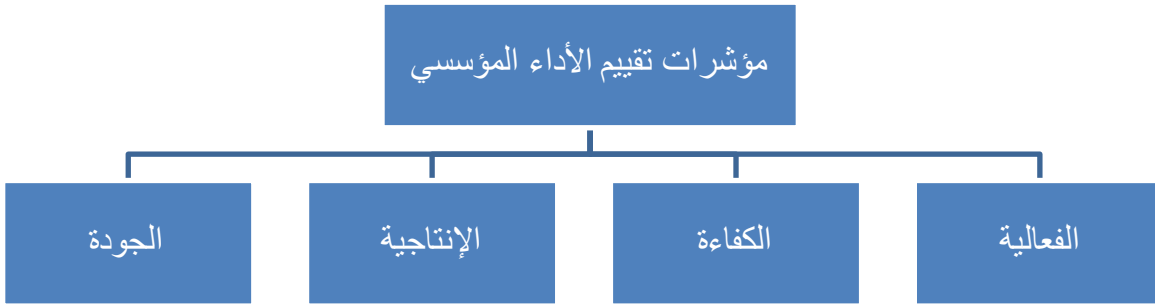 مؤشرات تقييم الأداء المؤسسي
الفعالية
الكفاءة
الإنتاجية
الجودة